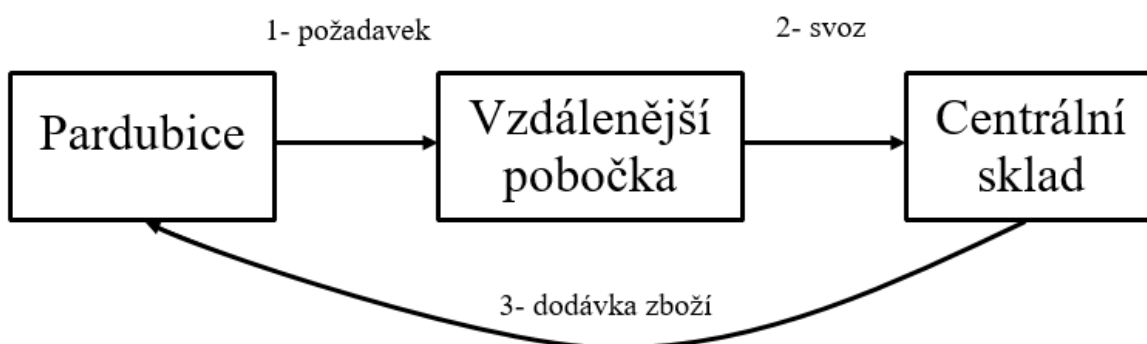 1- požadavek
2- svoz
Pardubice
Vzdálenější
pobočka
Centrální
sklad
3- dodávka zboží